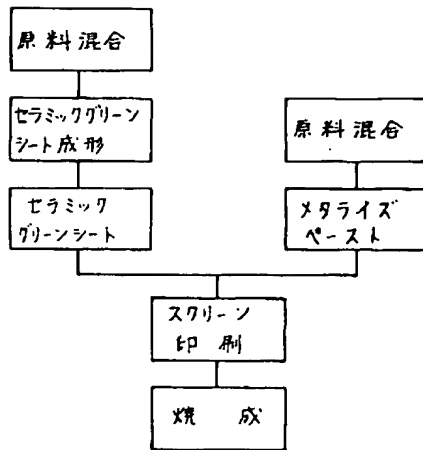 原料混合
セラミックグリーン
シート成形
セラミック
グリーンシート
原料混合
メタライズ
ペースト
スクリーン
印刷
焼成